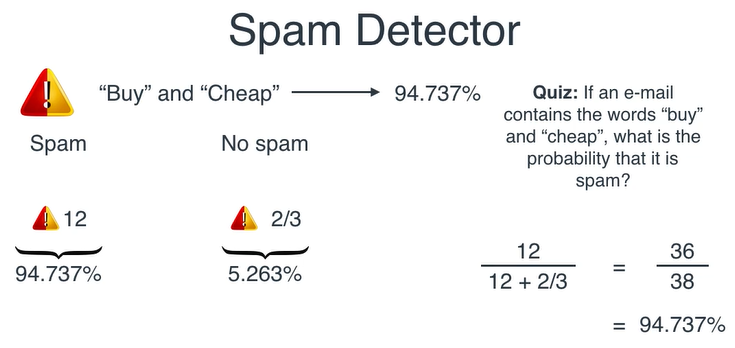 Spam Detector
“Buy” and “Cheap” 94.737%
Quiz: If an e-mail
contains the words “buy”
and “cheap”, what is the
probability that it is
spam?
Spam No spam
! 12 ! 2/3
94.737% 5.263%
12
12 + 2/3
=
36
38
= 94.737%